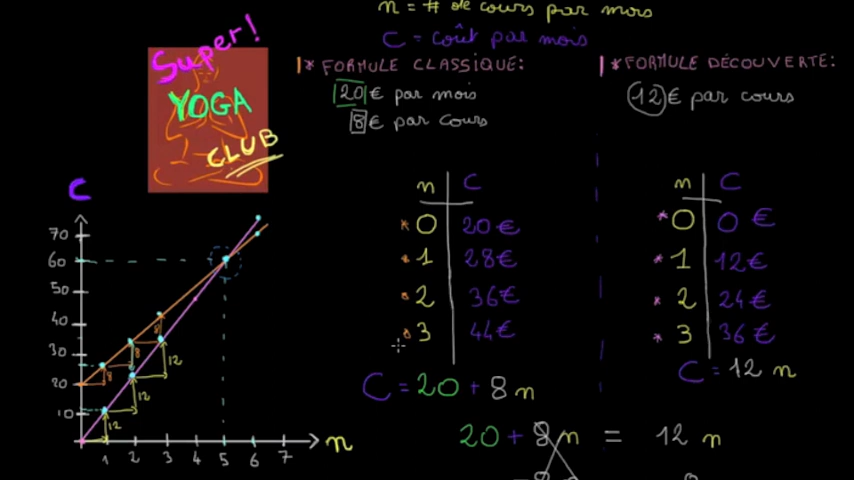 n = # de cours par mois
C = coût par mois
Super!
YOGA
CLUB
* FORMULE CLASSIQUE:
20€ par mois
8€ par cours
* FORMULE DÉCOUVERTE:
12€ par cours
n C
* 0 20€
* 1 28€
* 2 36€
* 3 44€
C = 20 + 8n
n C
* 0 0€
* 1 12€
* 2 24€
* 3 36€
C = 12 n
20 + 8n = 12 n
C
70
60
50
40
30
20
10
8
8
8
12
12
12
1 2 3 4 5 6 7
n